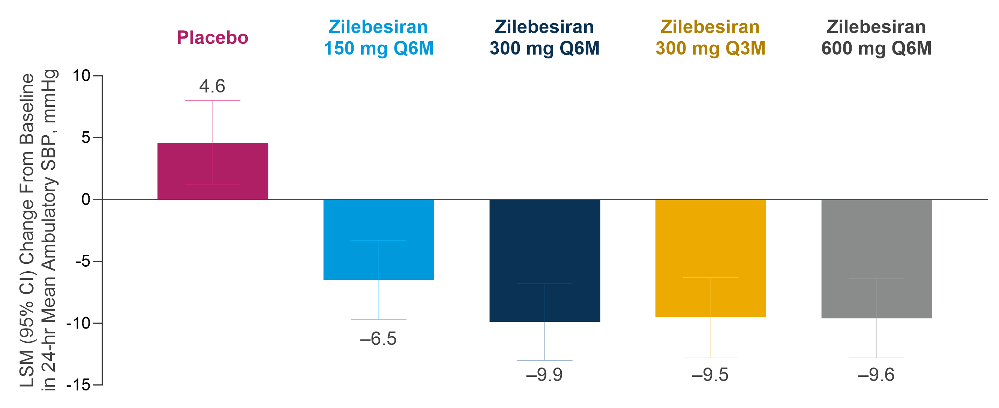 Placebo
Zilebesiran
150 mg Q6M
Zilebesiran
300 mg Q6M
Zilebesiran
300 mg Q3M
Zilebesiran
600 mg Q6M
LSM (95% CI) Change From Baseline
in 24-hr Mean Ambulatory SBP, mmHg
10
5
0
-5
-10
-15
4.6
–6.5
–9.9
–9.5
–9.6